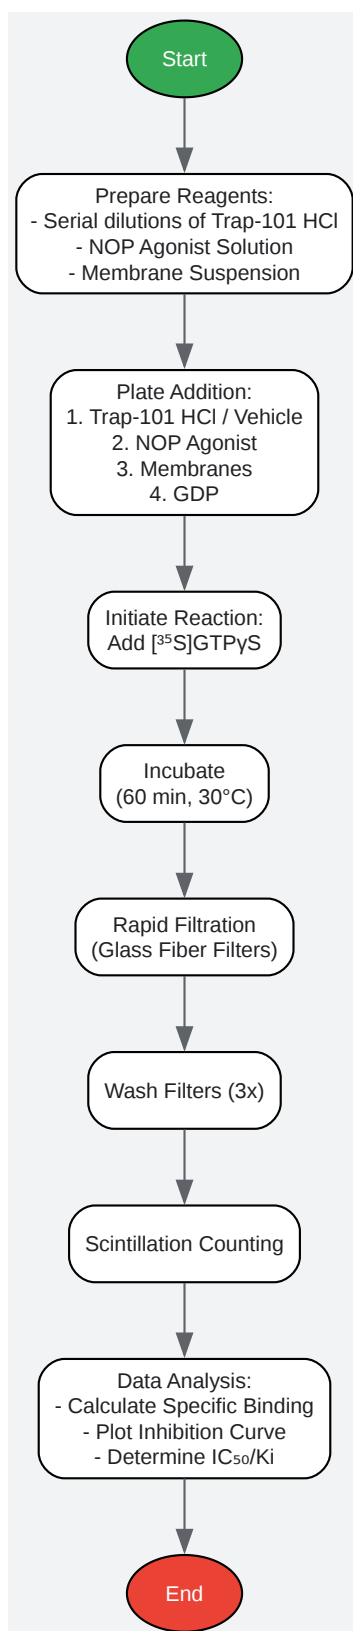 Start
Prepare Reagents:
- Serial dilutions of Trap-101 HCl
- NOP Agonist Solution
- Membrane Suspension
Plate Addition:
1. Trap-101 HCl / Vehicle
2. NOP Agonist
3. Membranes
4. GDP
Initiate Reaction:
Add [³⁵S]GTPγS
Incubate
(60 min, 30°C)
Rapid Filtration
(Glass Fiber Filters)
Wash Filters (3x)
Scintillation Counting
Data Analysis:
- Calculate Specific Binding
- Plot Inhibition Curve
- Determine IC₅₀/Ki
End